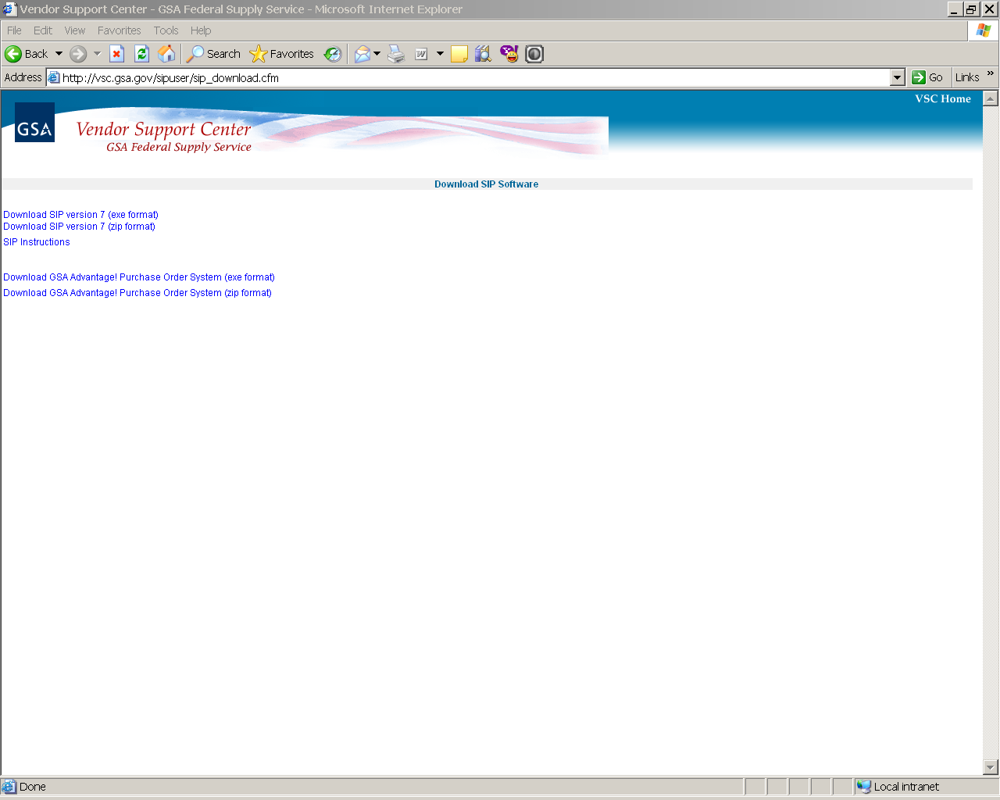 Vendor Support Center - GSA Federal Supply Service - Microsoft Internet Explorer
File Edit View Favorites Tools Help
Back Search Favorites
Address http://vsc.gsa.gov/sipuser/sip_download.cfm Go Links »
VSC Home
GSA
Vendor Support Center
GSA Federal Supply Service
Download SIP Software
Download SIP version 7 (exe format)
Download SIP version 7 (zip format)
SIP Instructions
Download GSA Advantage! Purchase Order System (exe format)
Download GSA Advantage! Purchase Order System (zip format)
Done Local intranet